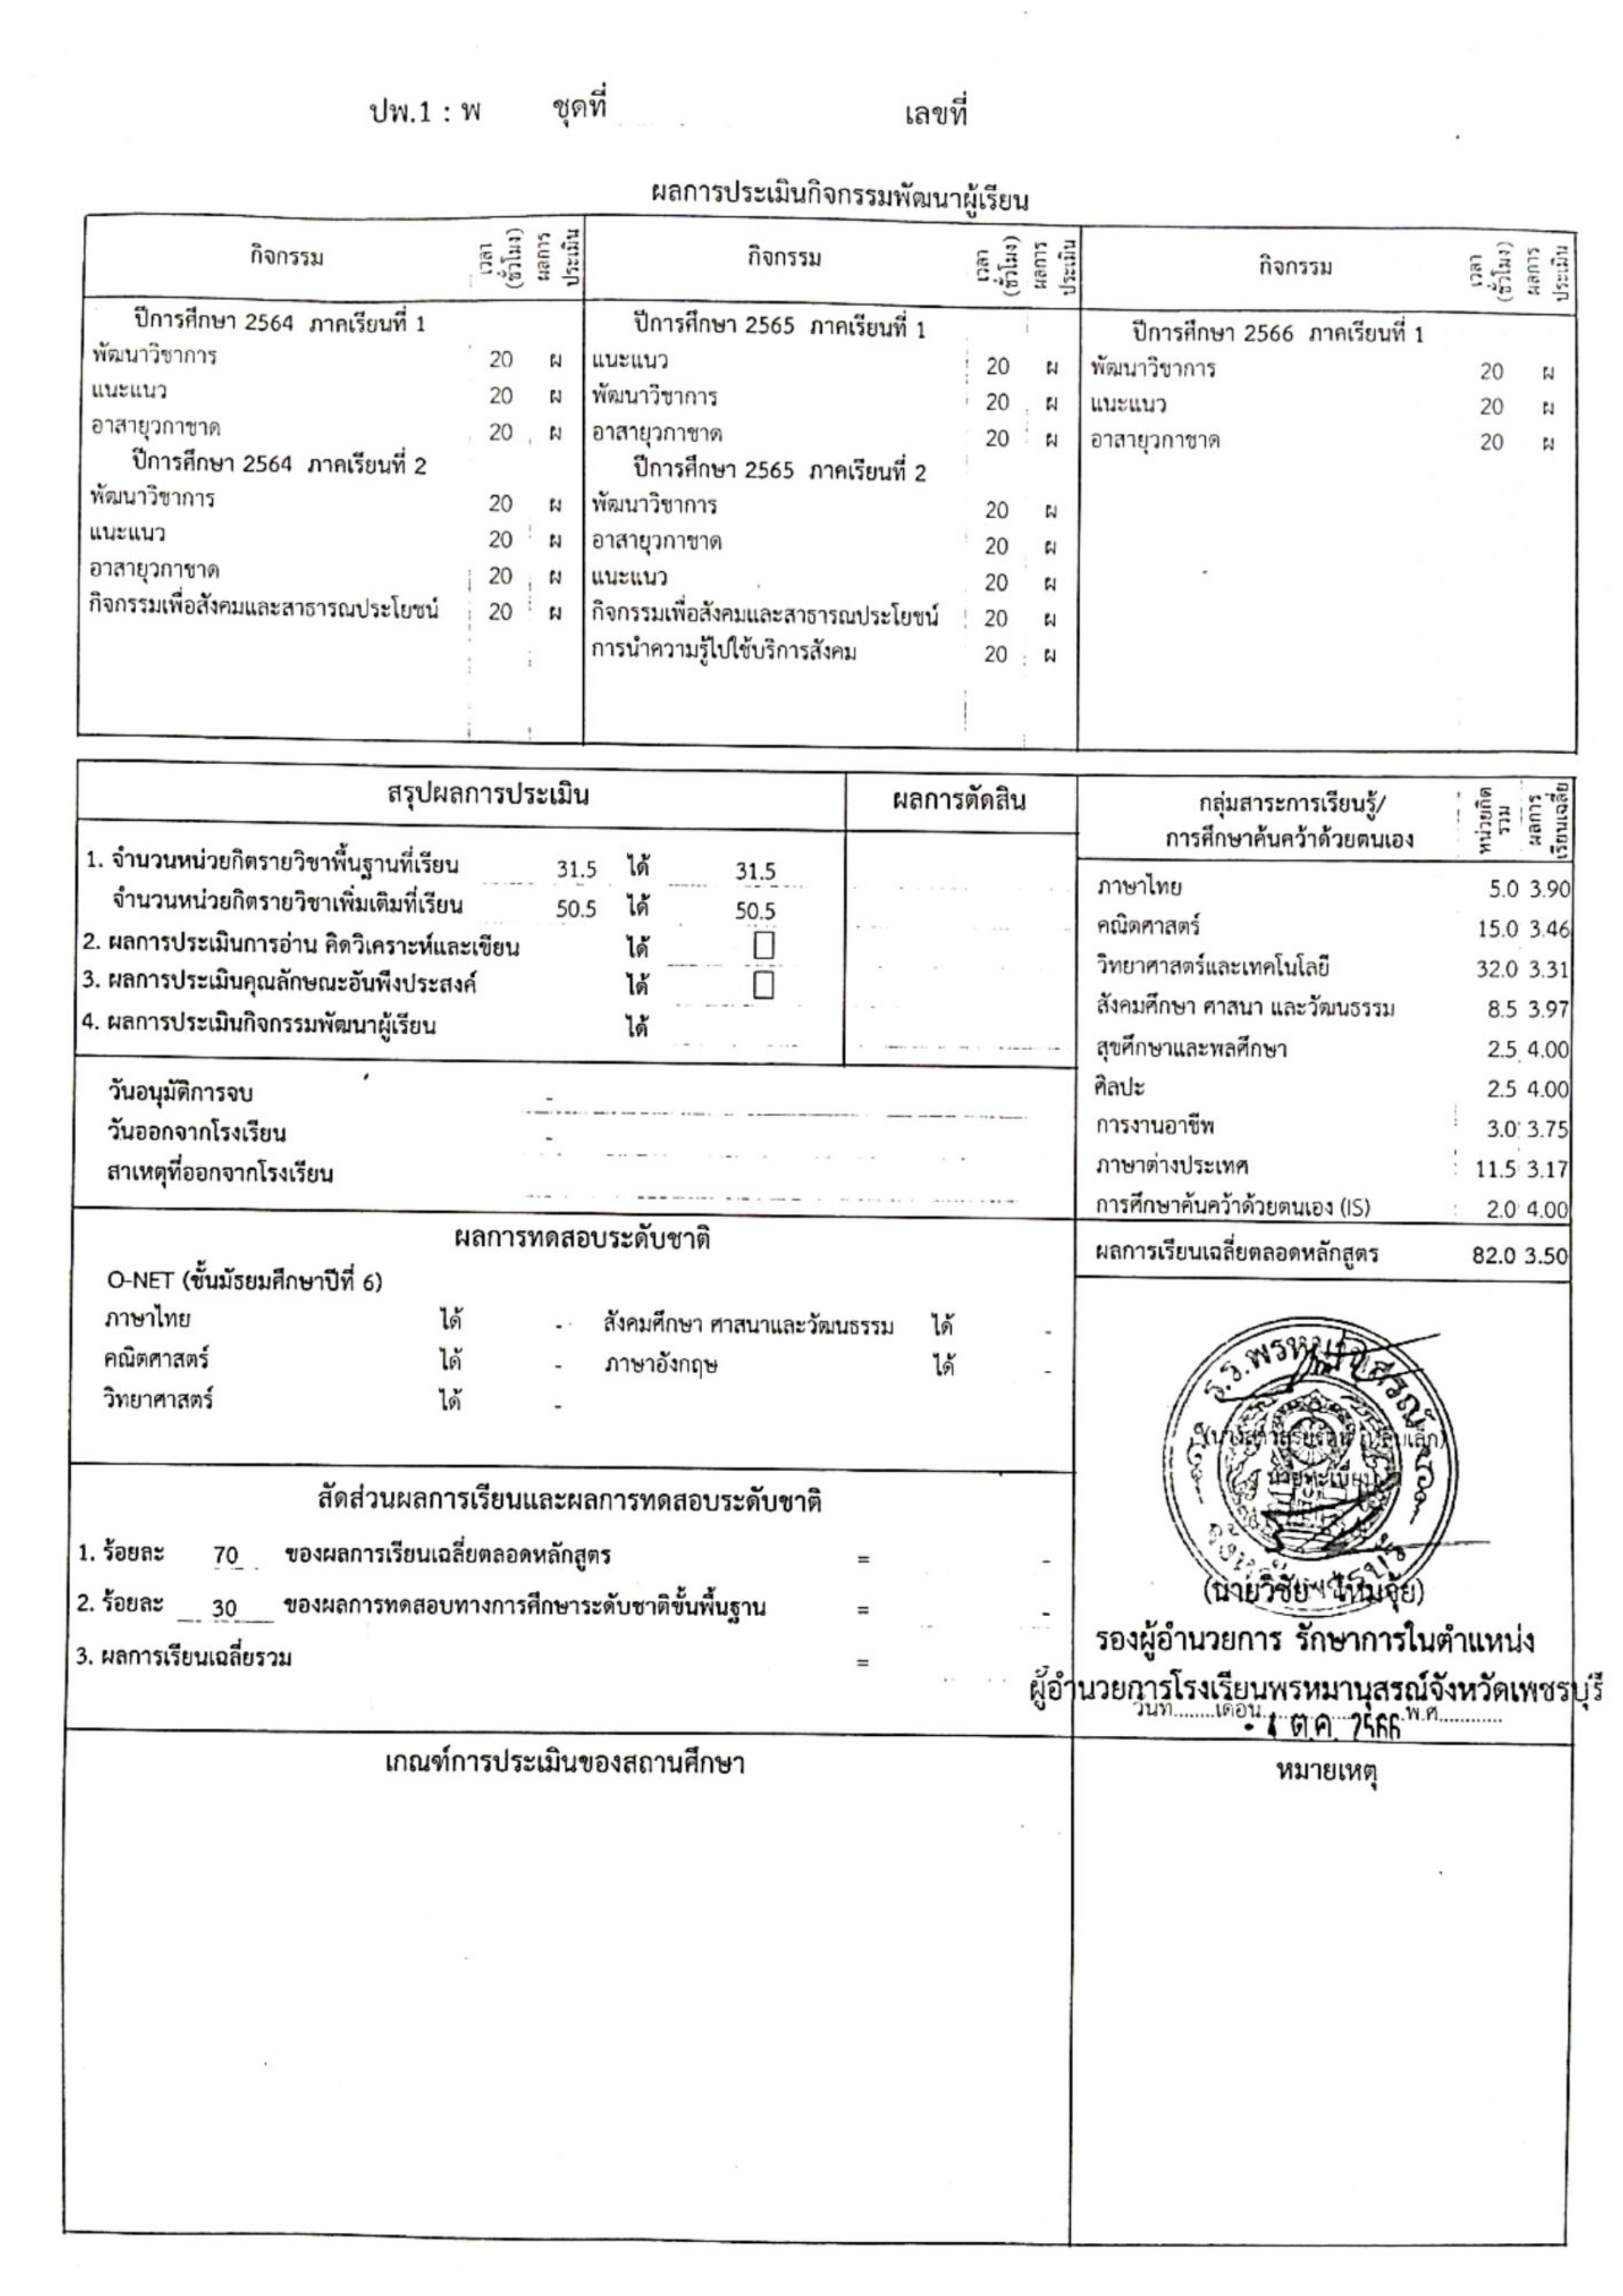 ปพ.1 : พ ชุดที่ เลขที่
ผลการประเมินกิจกรรมพัฒนาผู้เรียน
กิจกรรม เวลา (ชั่วโมง) ผลการประเมิน กิจกรรม เวลา (ชั่วโมง) ผลการประเมิน กิจกรรม เวลา (ชั่วโมง) ผลการประเมิน
ปีการศึกษา 2564 ภาคเรียนที่ 1
พัฒนาวิชาการ 20 ผ
แนะแนว 20 ผ
อาสายุวกาชาด 20 ผ
ปีการศึกษา 2564 ภาคเรียนที่ 2
พัฒนาวิชาการ 20 ผ
แนะแนว 20 ผ
อาสายุวกาชาด 20 ผ
กิจกรรมเพื่อสังคมและสาธารณประโยชน์ 20 ผ
ปีการศึกษา 2565 ภาคเรียนที่ 1
แนะแนว 20 ผ
พัฒนาวิชาการ 20 ผ
อาสายุวกาชาด 20 ผ
ปีการศึกษา 2565 ภาคเรียนที่ 2
พัฒนาวิชาการ 20 ผ
อาสายุวกาชาด 20 ผ
แนะแนว 20 ผ
กิจกรรมเพื่อสังคมและสาธารณประโยชน์ 20 ผ
การนำความรู้ไปใช้บริการสังคม 20 ผ
ปีการศึกษา 2566 ภาคเรียนที่ 1
พัฒนาวิชาการ 20 ผ
แนะแนว 20 ผ
อาสายุวกาชาด 20 ผ
สรุปผลการประเมิน ผลการตัดสิน
1. จำนวนหน่วยกิตรายวิชาพื้นฐานที่เรียน 31.5 ได้ 31.5
จำนวนหน่วยกิตรายวิชาเพิ่มเติมที่เรียน 50.5 ได้ 50.5
2. ผลการประเมินการอ่าน คิดวิเคราะห์และเขียน ได้
3. ผลการประเมินคุณลักษณะอันพึงประสงค์ ได้
4. ผลการประเมินกิจกรรมพัฒนาผู้เรียน ได้
วันอนุมัติการจบ -
วันออกจากโรงเรียน -
สาเหตุที่ออกจากโรงเรียน
ผลการทดสอบระดับชาติ
O-NET (ชั้นมัธยมศึกษาปีที่ 6)
ภาษาไทย ได้ - สังคมศึกษา ศาสนาและวัฒนธรรม ได้ -
คณิตศาสตร์ ได้ - ภาษาอังกฤษ ได้ -
วิทยาศาสตร์ ได้ -
สัดส่วนผลการเรียนและผลการทดสอบระดับชาติ
1. ร้อยละ 70 ของผลการเรียนเฉลี่ยตลอดหลักสูตร = -
2. ร้อยละ 30 ของผลการทดสอบทางการศึกษาระดับชาติขั้นพื้นฐาน = -
3. ผลการเรียนเฉลี่ยรวม = -
กลุ่มสาระการเรียนรู้/ หน่วยกิตรวม ผลการเรียนเฉลี่ย
การศึกษาค้นคว้าด้วยตนเอง
ภาษาไทย 5.0 3.90
คณิตศาสตร์ 15.0 3.46
วิทยาศาสตร์และเทคโนโลยี 32.0 3.31
สังคมศึกษา ศาสนา และวัฒนธรรม 8.5 3.97
สุขศึกษาและพลศึกษา 2.5 4.00
ศิลปะ 2.5 4.00
การงานอาชีพ 3.0 3.75
ภาษาต่างประเทศ 11.5 3.17
การศึกษาค้นคว้าด้วยตนเอง (IS) 2.0 4.00
ผลการเรียนเฉลี่ยตลอดหลักสูตร 82.0 3.50
นายทะเบียน
รองผู้อำนวยการ รักษาการในตำแหน่ง
ผู้อำนวยการโรงเรียนพรหมานุสรณ์จังหวัดเพชรบุรี
วันที่........เดือน....................พ.ศ...........
ต.ค. 2566
เกณฑ์การประเมินของสถานศึกษา
หมายเหตุ